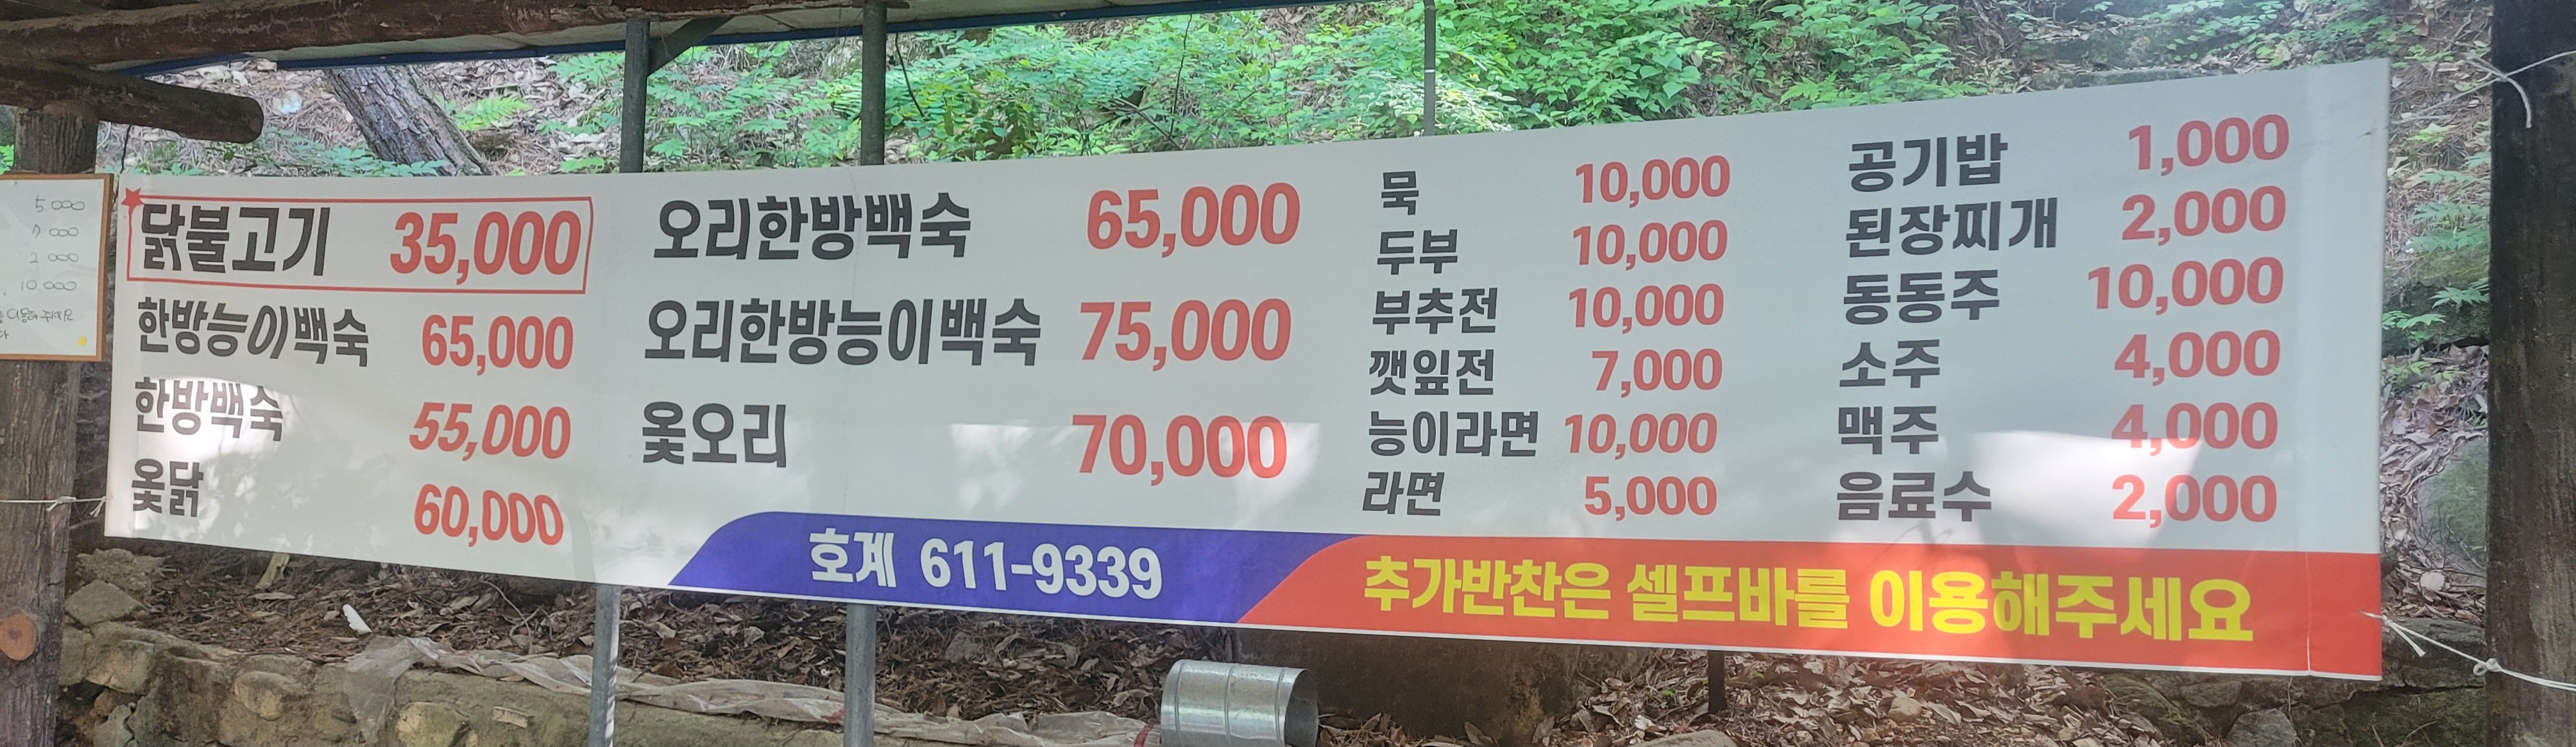 닭불고기 35,000
한방능이백숙 65,000
한방백숙 55,000
옻닭 60,000
오리한방백숙 65,000
오리한방능이백숙 75,000
옻오리 70,000
묵 10,000
두부 10,000
부추전 10,000
깻잎전 7,000
능이라면 10,000
라면 5,000
공기밥 1,000
된장찌개 2,000
동동주 10,000
소주 4,000
맥주 4,000
음료수 2,000
호계 611-9339
추가반찬은 셀프바를 이용해주세요
5,000
2,000
10,000